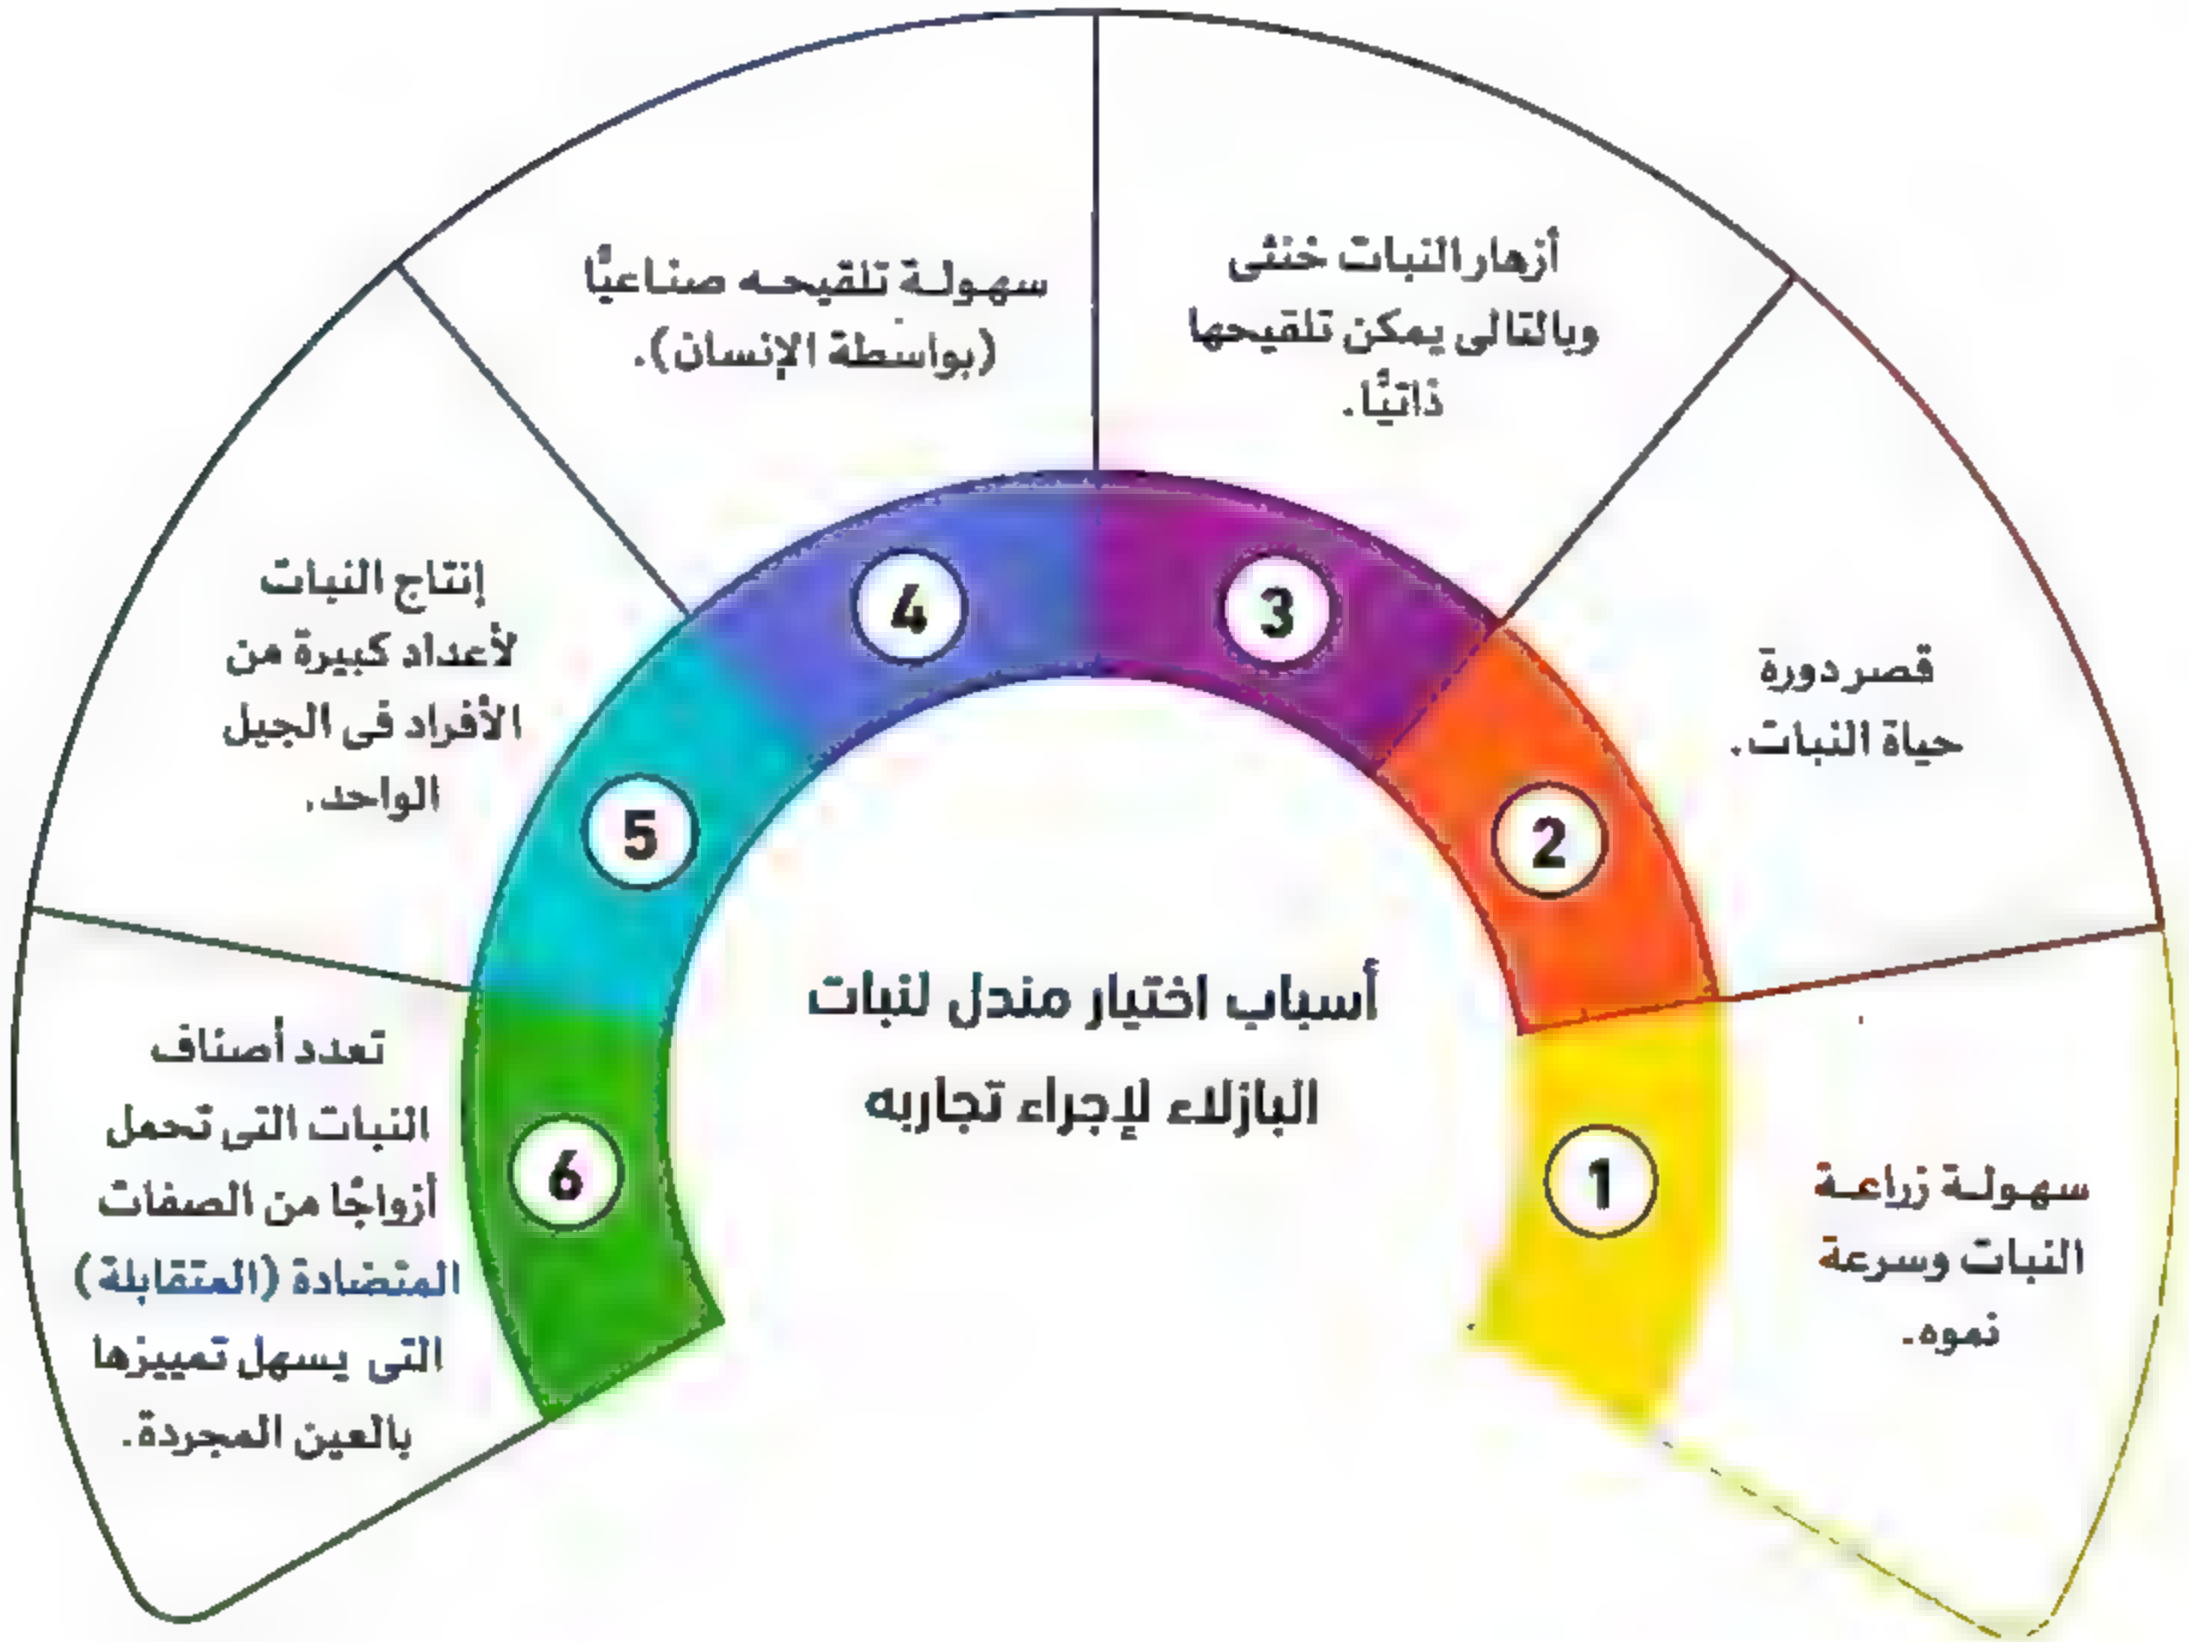 أسباب اختيار مندل لنبات
البازلاء لإجراء تجاربه
1
سهولة زراعة
النبات وسرعة
نموه.
2
قصر دورة
حياة النبات.
3
أزهار النبات خنثى
وبالتالى يمكن تلقيحها
ذاتيًا.
4
سهولة تلقيحه صناعيًا
(بواسطة الإنسان).
5
إنتاج النبات
لأعداد كبيرة من
الأفراد فى الجيل
الواحد.
6
تعدد أصناف
النبات التى تحمل
أزواجًا من الصفات
المتضادة (المتقابلة)
التى يسهل تمييزها
بالعين المجردة.